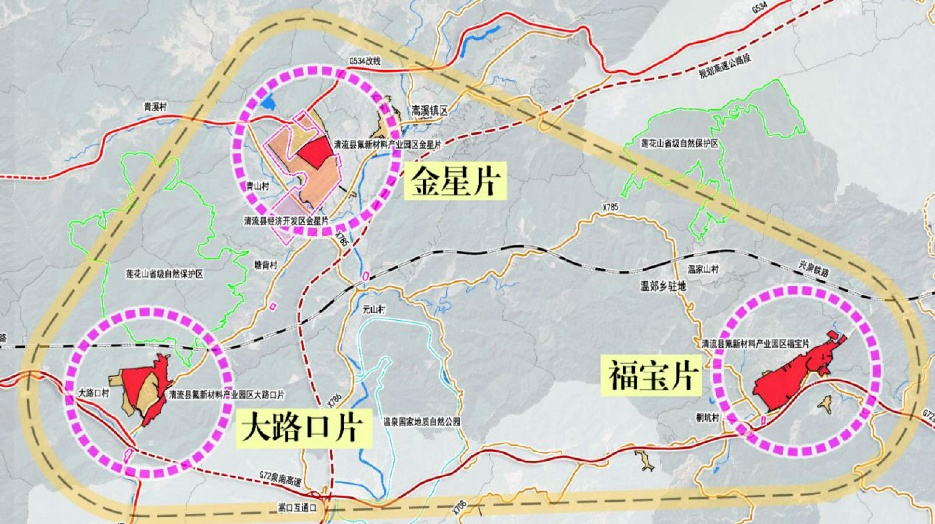 G534
G534改线
规划高速公路段
青溪村
嵩溪镇区
清流县氟新材料产业园区金星片
莲花山省级自然保护区
金星片
青山村
清流县经济开发区金星片
X785
X785
塘背村
温家山村
兴泉铁路
莲花山省级自然保护区
温郊乡驻地
元山村
路
清流县氟新材料产业园区福宝片
福宝片
大路口村
清流县氟新材料产业园区大路口片
X786
大路口片
温泉国家地质自然公园
桐坑村
G72
G72泉南高速
嵩口互通口
X786